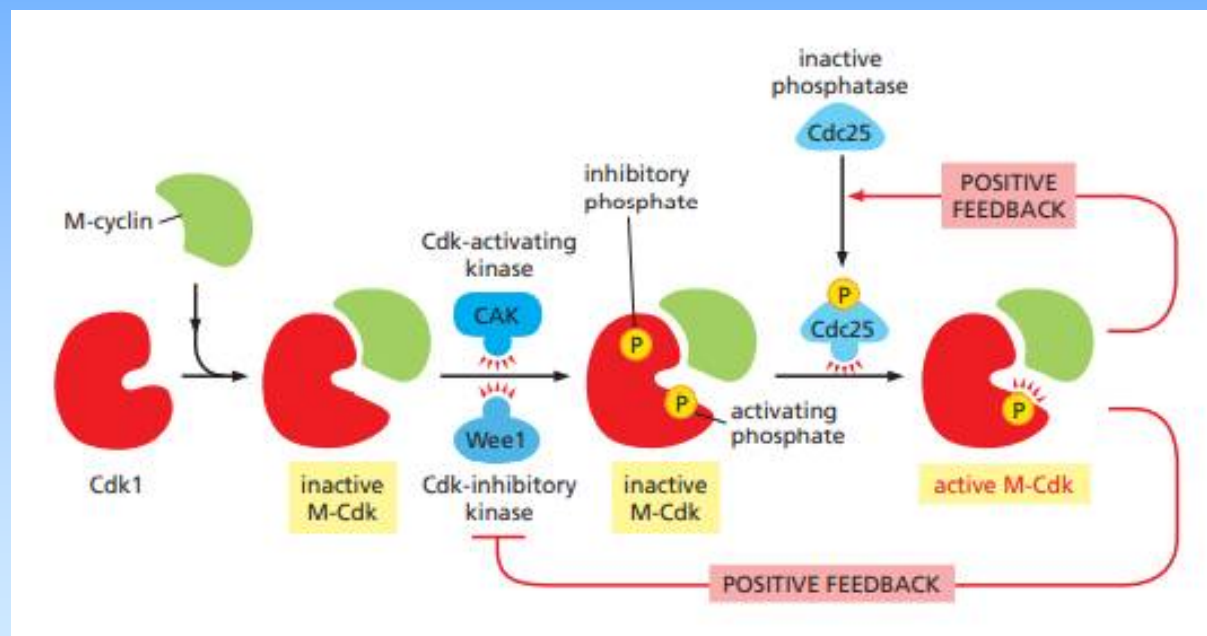 inactive
phosphatase
Cdc25
inhibitory
phosphate
POSITIVE
FEEDBACK
M-cyclin
Cdk-activating
kinase
CAK
P
Cdc25
P
P
P
activating
phosphate
Wee1
Cdk1
inactive
M-Cdk
Cdk-inhibitory
kinase
inactive
M-Cdk
active M-Cdk
POSITIVE FEEDBACK